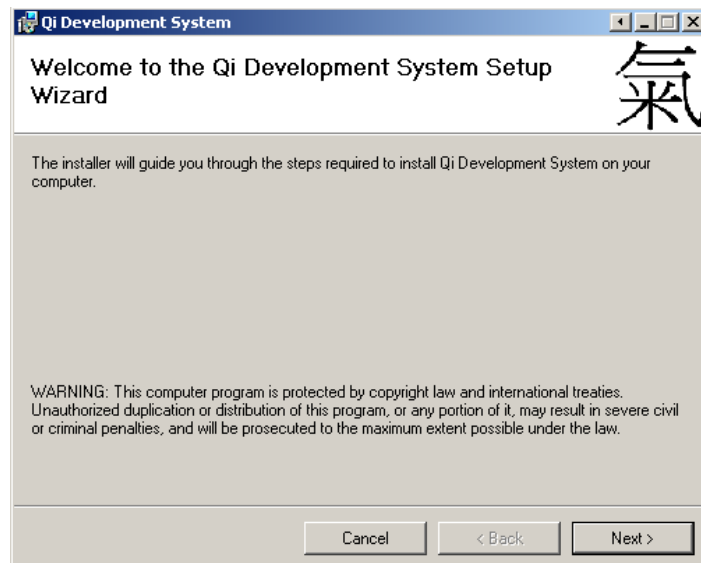 Qi Development System
Welcome to the Qi Development System Setup
Wizard
氣
The installer will guide you through the steps required to install Qi Development System on your
computer.
WARNING: This computer program is protected by copyright law and international treaties.
Unauthorized duplication or distribution of this program, or any portion of it, may result in severe civil
or criminal penalties, and will be prosecuted to the maximum extent possible under the law.
Cancel
< Back
Next >